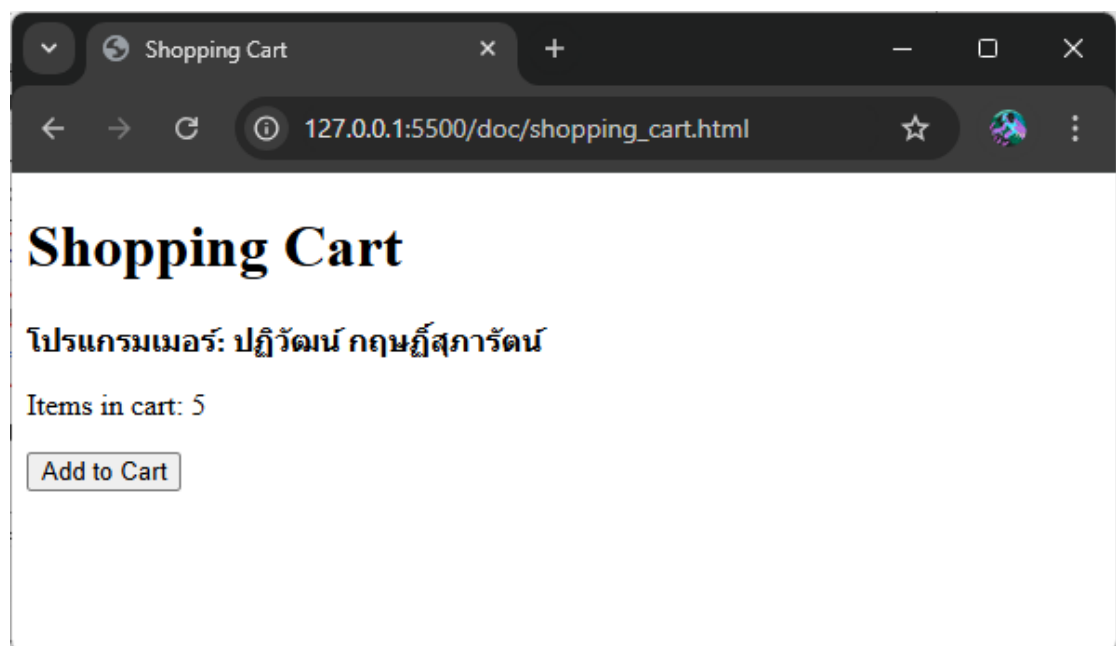 Shopping Cart
127.0.0.1:5500/doc/shopping_cart.html
Shopping Cart
โปรแกรมเมอร์: ปฏิวัฒน์ กฤษฏิ์สุภารัตน์
Items in cart: 5
Add to Cart